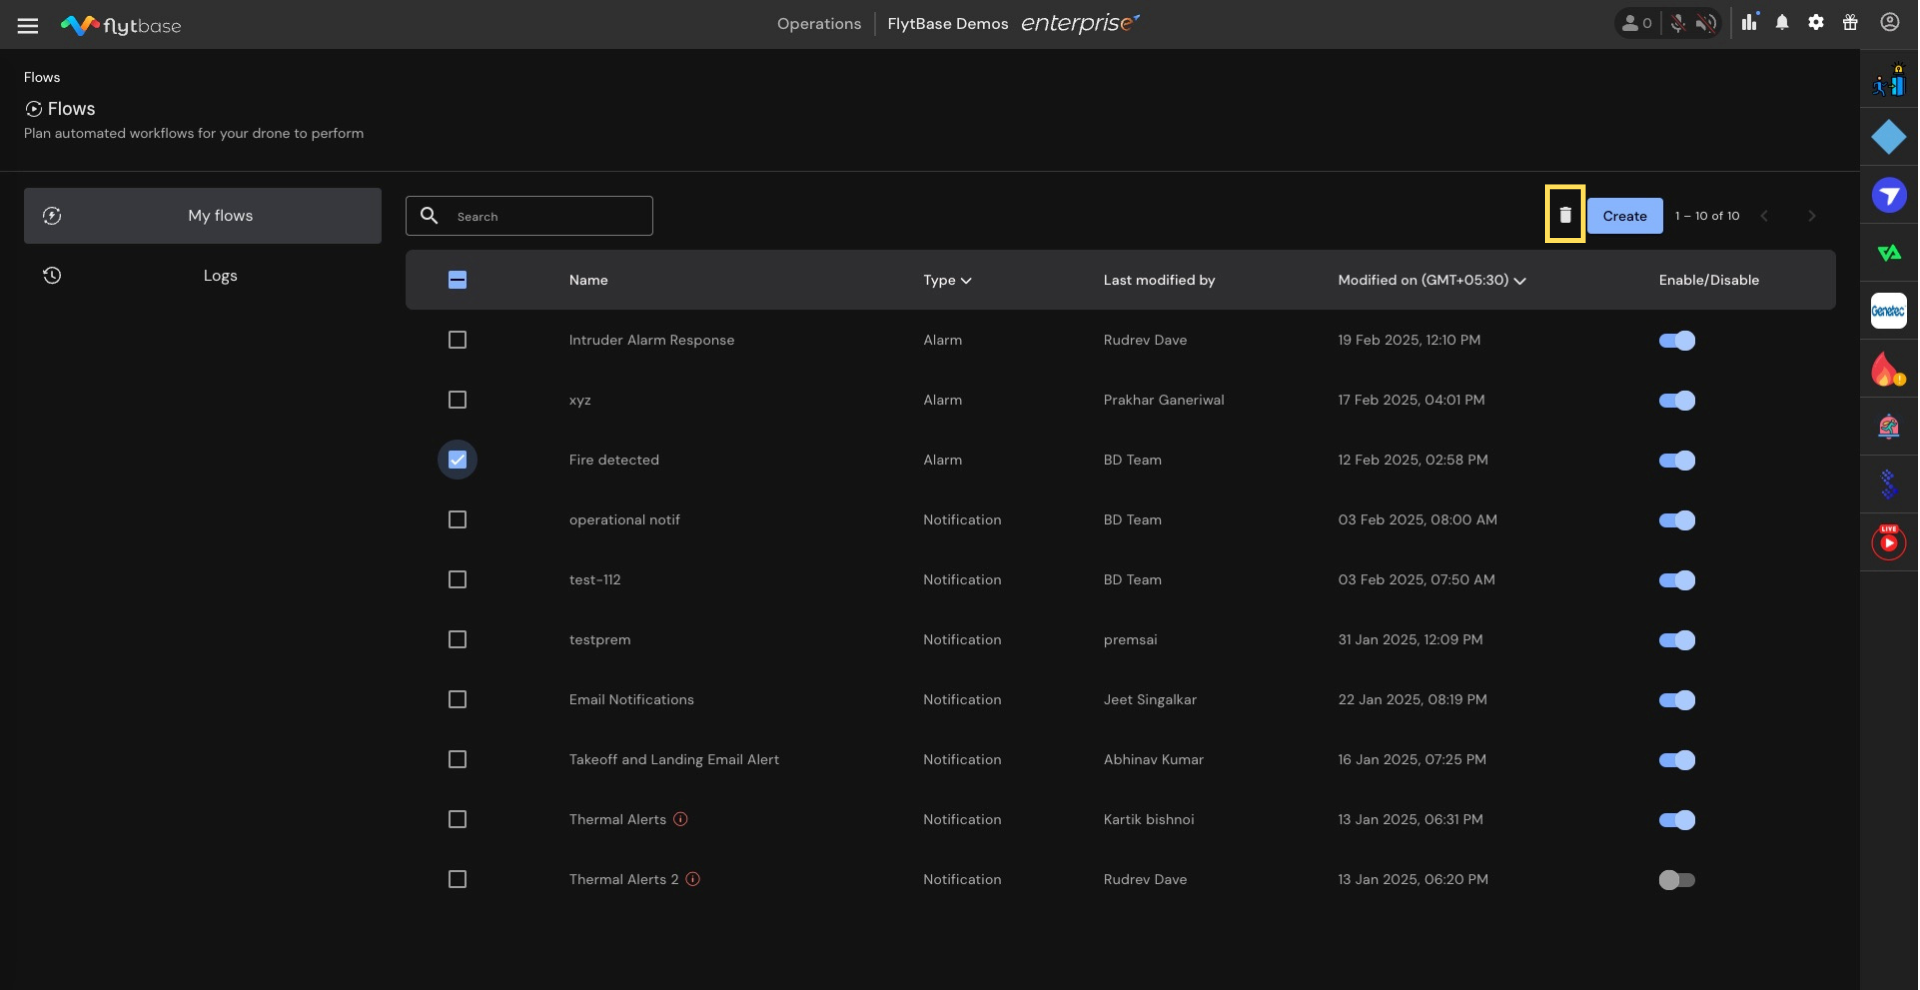 flytbase
Operations FlytBase Demos enterprise
0
Flows
Flows
Plan automated workflows for your drone to perform
My flows
Logs
Search
Create 1 – 10 of 10
Name Type Last modified by Modified on (GMT+05:30) Enable/Disable
Intruder Alarm Response Alarm Rudrev Dave 19 Feb 2025, 12:10 PM
xyz Alarm Prakhar Ganeriwal 17 Feb 2025, 04:01 PM
Fire detected Alarm BD Team 12 Feb 2025, 02:58 PM
operational notif Notification BD Team 03 Feb 2025, 08:00 AM
test-112 Notification BD Team 03 Feb 2025, 07:50 AM
testprem Notification premsai 31 Jan 2025, 12:09 PM
Email Notifications Notification Jeet Singalkar 22 Jan 2025, 08:19 PM
Takeoff and Landing Email Alert Notification Abhinav Kumar 16 Jan 2025, 07:25 PM
Thermal Alerts Notification Kartik bishnoi 13 Jan 2025, 06:31 PM
Thermal Alerts 2 Notification Rudrev Dave 13 Jan 2025, 06:20 PM
Genetec
LIVE